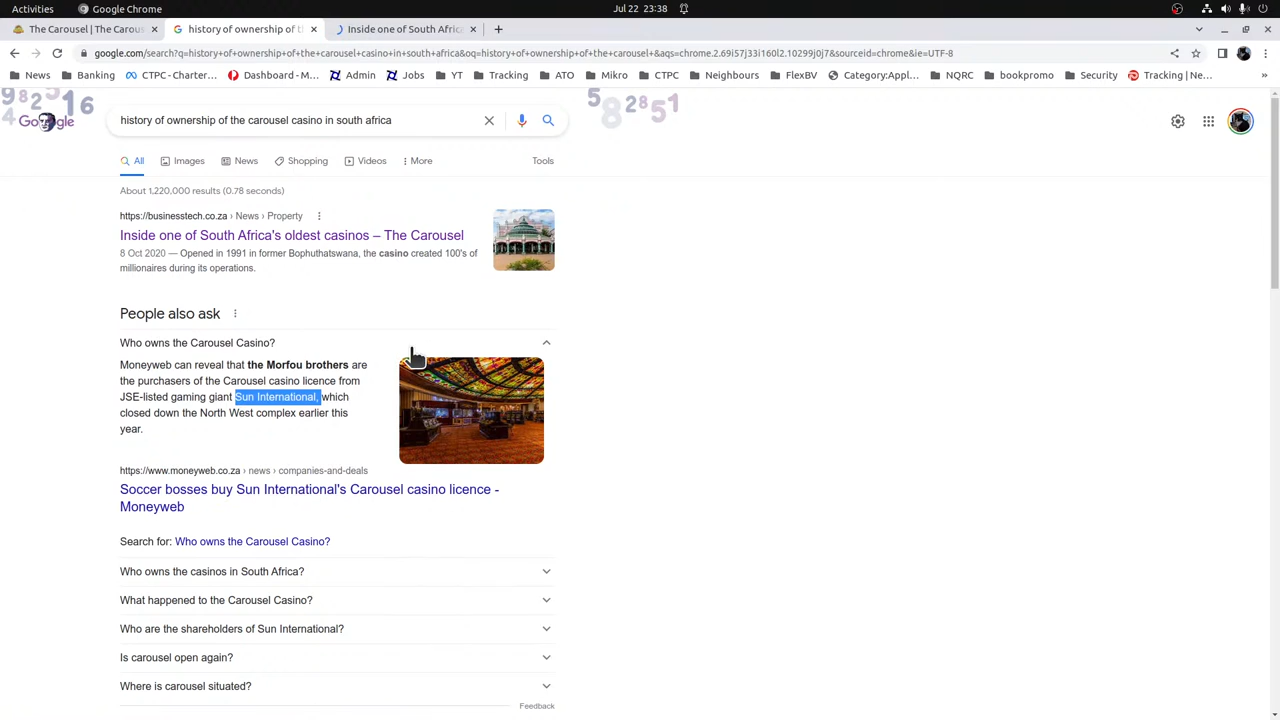 Activities
Jul 22 23:38
Power Off
The Carousel | The Carous
history of ownership of th
Inside one of South Africa'
google.com/search?q=history+of+ownership+of+the+carousel+casino+in+south+africa&oq=history+of+ownership+of+the+carousel+&aqs=chrome.2.69i57j33i160l2.10299j0j7&sourceid=chrome&ie=UTF-8
News
Banking
CTPC - Charter…
Dashboard - M…
Admin
Jobs
YT
Tracking
ATO
Mikro
CTPC
Neighbours
FlexBV
Category:Appl…
NQRC
bookpromo
Security
Tracking | Ne…
»
Google
history of ownership of the carousel casino in south africa
All
Images
News
Shopping
Videos
More
Tools
About 1,220,000 results (0.78 seconds)
https://businesstech.co.za › News › Property
Inside one of South Africa's oldest casinos – The Carousel
8 Oct 2020 — Opened in 1991 in former Bophuthatswana, the casino created 100's of
millionaires during its operations.
People also ask
Who owns the Carousel Casino?
Moneyweb can reveal that the Morfou brothers are
the purchasers of the Carousel casino licence from
JSE-listed gaming giant Sun International, which
closed down the North West complex earlier this
year.
https://www.moneyweb.co.za › news › companies-and-deals
Soccer bosses buy Sun International's Carousel casino licence -
Moneyweb
Search for: Who owns the Carousel Casino?
Who owns the casinos in South Africa?
What happened to the Carousel Casino?
Who are the shareholders of Sun International?
Is carousel open again?
Where is carousel situated?
Feedback